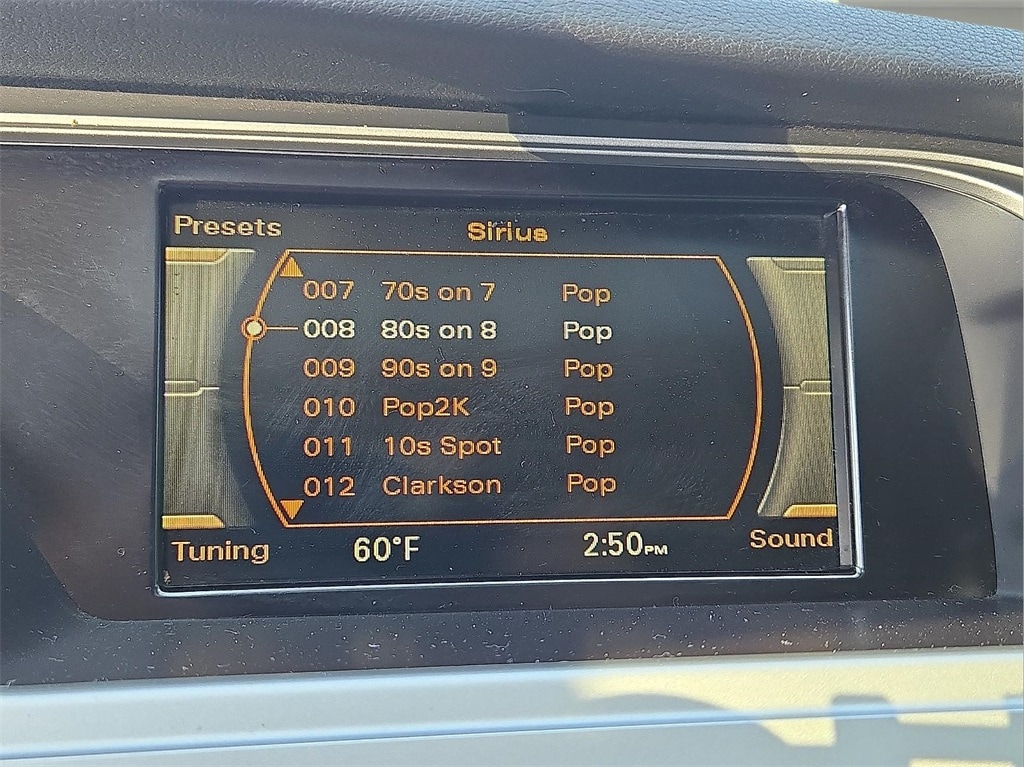 Presets Sirius
007 70s on 7 Pop
008 80s on 8 Pop
009 90s on 9 Pop
010 Pop2K Pop
011 10s Spot Pop
012 Clarkson Pop
Tuning 60°F 2:50PM Sound